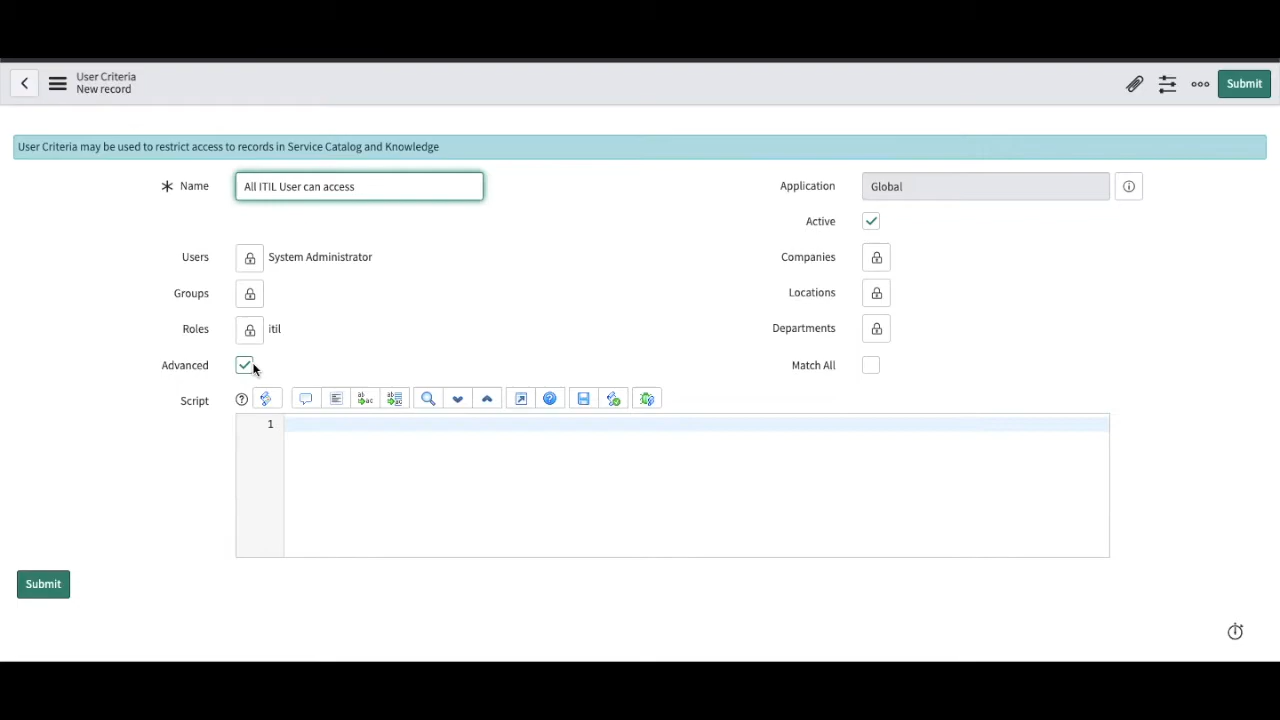 User Criteria
New record
Submit
User Criteria may be used to restrict access to records in Service Catalog and Knowledge
* Name All ITIL User can access
Application Global
Active
Users System Administrator
Companies
Groups
Locations
Roles itil
Departments
Advanced
Match All
Script
1
Submit